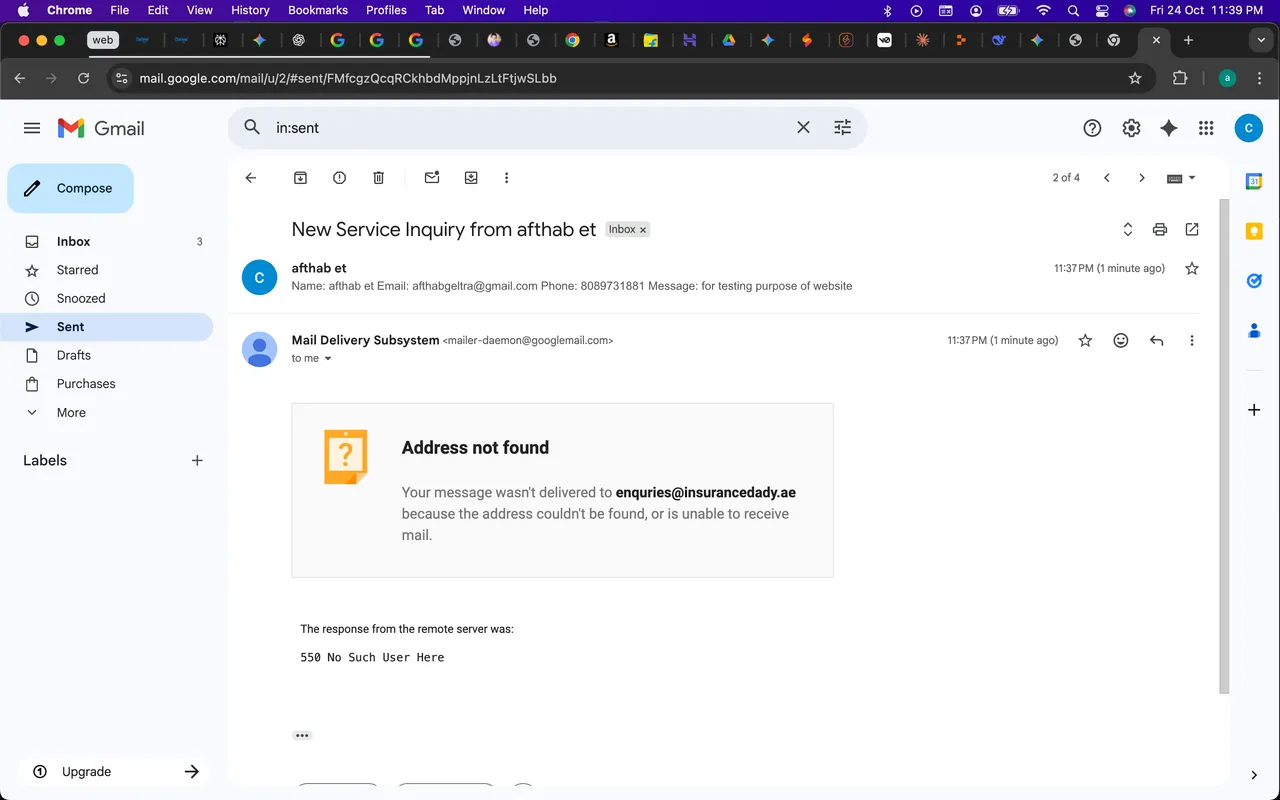 Chrome File Edit View History Bookmarks Profiles Tab Window Help Fri 24 Oct 11:39 PM
web
mail.google.com/mail/u/2/#sent/FMfcgzQcqRCkhbdMppjnLzLtFtjwSLbb
a
Gmail
in:sent
C
Compose
2 of 4
Inbox 3
Starred
Snoozed
Sent
Drafts
Purchases
More
Labels
New Service Inquiry from afthab et Inbox x
C
afthab et 11:37 PM (1 minute ago)
Name: afthab et Email: afthabgeltra@gmail.com Phone: 8089731881 Message: for testing purpose of website
Mail Delivery Subsystem <mailer-daemon@googlemail.com> 11:37 PM (1 minute ago)
to me
Address not found
Your message wasn't delivered to enquries@insurancedady.ae
because the address couldn't be found, or is unable to receive
mail.
The response from the remote server was:
550 No Such User Here
Upgrade